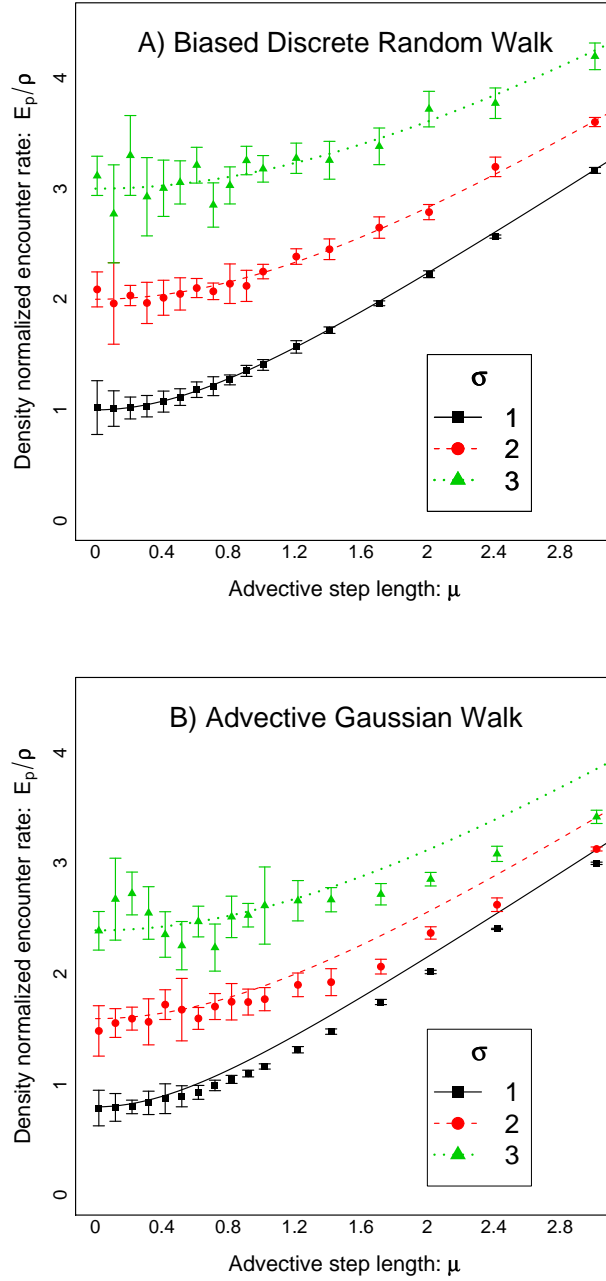 A) Biased Discrete Random Walk
Density normalized encounter rate: Ep/ρ
4
3
2
1
0
σ
1
2
3
0 0.4 0.8 1.2 1.6 2 2.4 2.8
Advective step length: μ
B) Advective Gaussian Walk
Density normalized encounter rate: Ep/ρ
4
3
2
1
0
σ
1
2
3
0 0.4 0.8 1.2 1.6 2 2.4 2.8
Advective step length: μ